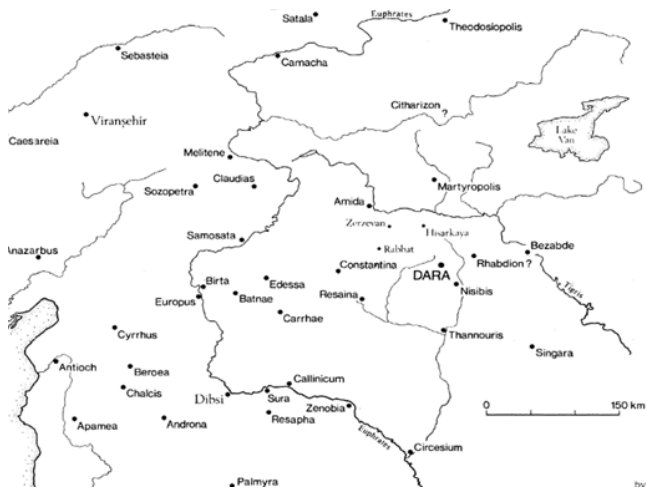 Satala
Euphrates
Theodosiopolis
Sebasteia
Camacha
Viranşehir
Citharizon
?
Lake
Van
Caesareia
Melitene
Claudias
Sozopetra
Martyropolis
Amida
Zerzevan
Hisarkaya
Samosata
Rabbat
Bezabde
Anazarbus
Constantina
DARA
Rhabdion ?
Birta
Edessa
Tigris
Europus
Batnae
Resaina
Nisibis
Carrhae
Cyrrhus
Thannouris
Singara
Antioch
Beroea
Chalcis
Callinicum
Dibsi
Sura
Zenobia
0
150 km
Apamea
Androna
Resapha
Euphrates
Circesium
Palmyra
by